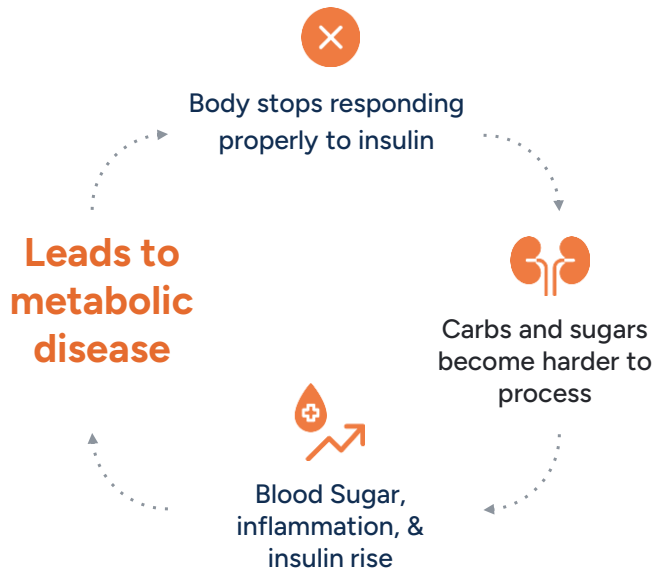 Body stops responding
properly to insulin
Carbs and sugars
become harder to
process
Blood Sugar,
inflammation, &
insulin rise
Leads to
metabolic
disease